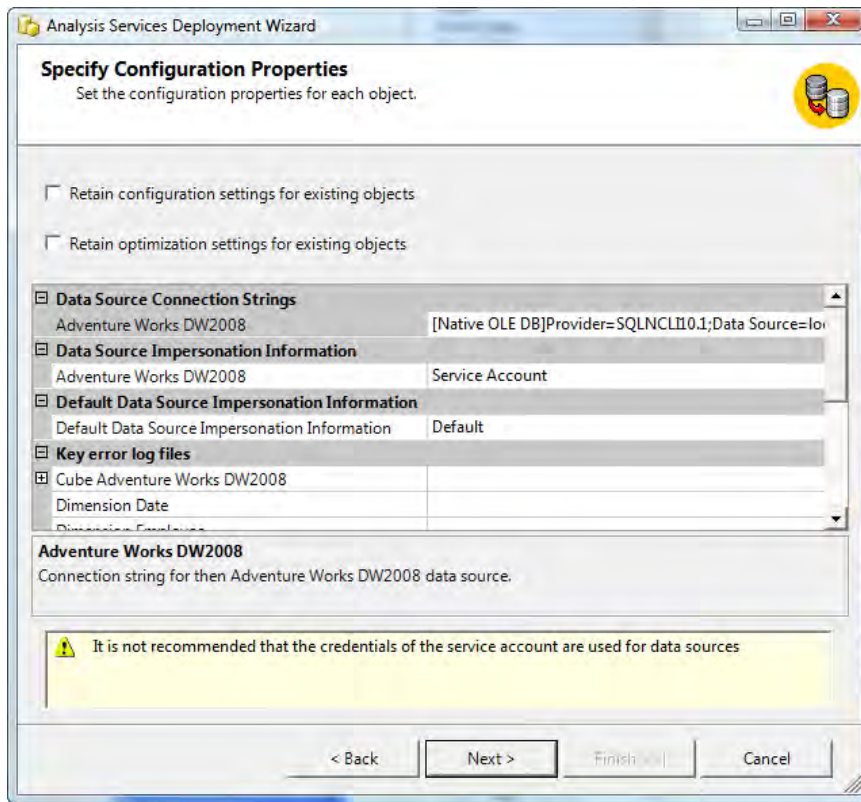 Analysis Services Deployment Wizard
Specify Configuration Properties
Set the configuration properties for each object.
Retain configuration settings for existing objects
Retain optimization settings for existing objects
Data Source Connection Strings
Adventure Works DW2008 [Native OLE DB]Provider=SQLNCLI10.1;Data Source=loc
Data Source Impersonation Information
Adventure Works DW2008 Service Account
Default Data Source Impersonation Information
Default Data Source Impersonation Information Default
Key error log files
Cube Adventure Works DW2008
Dimension Date
Dimension Employee
Adventure Works DW2008
Connection string for then Adventure Works DW2008 data source.
It is not recommended that the credentials of the service account are used for data sources
< Back Next > Finish >>| Cancel